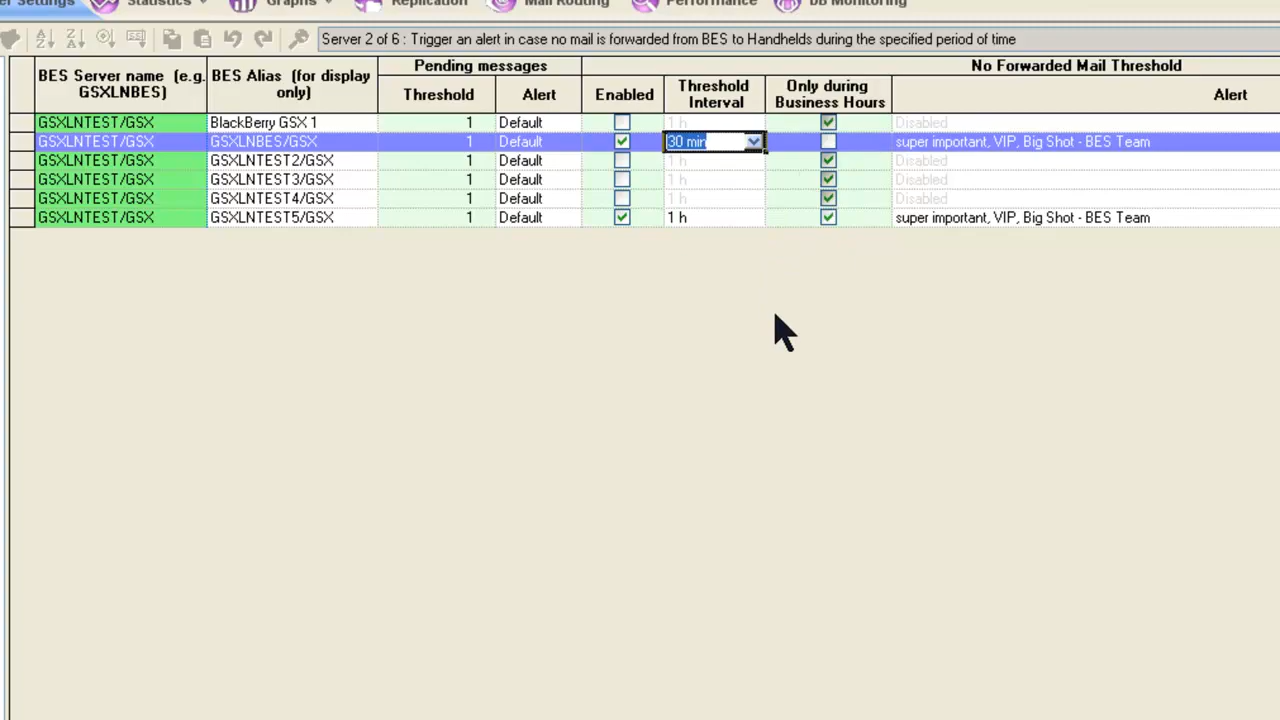 er Settings Statistics Graphs Replication Mail Routing Performance DB Monitoring
Server 2 of 6 : Trigger an alert in case no mail is forwarded from BES to Handhelds during the specified period of time
BES Server name (e.g. GSXLNBES) BES Alias (for display only) Pending messages No Forwarded Mail Threshold
Threshold Alert Enabled Threshold Interval Only during Business Hours Alert
GSXLNTEST/GSX BlackBerry GSX 1 1 Default 1 h Disabled
GSXLNTEST/GSX GSXLNBES/GSX 1 Default 30 min super important, VIP, Big Shot - BES Team
GSXLNTEST/GSX GSXLNTEST2/GSX 1 Default 1 h Disabled
GSXLNTEST/GSX GSXLNTEST3/GSX 1 Default 1 h Disabled
GSXLNTEST/GSX GSXLNTEST4/GSX 1 Default 1 h Disabled
GSXLNTEST/GSX GSXLNTEST5/GSX 1 Default 1 h super important, VIP, Big Shot - BES Team